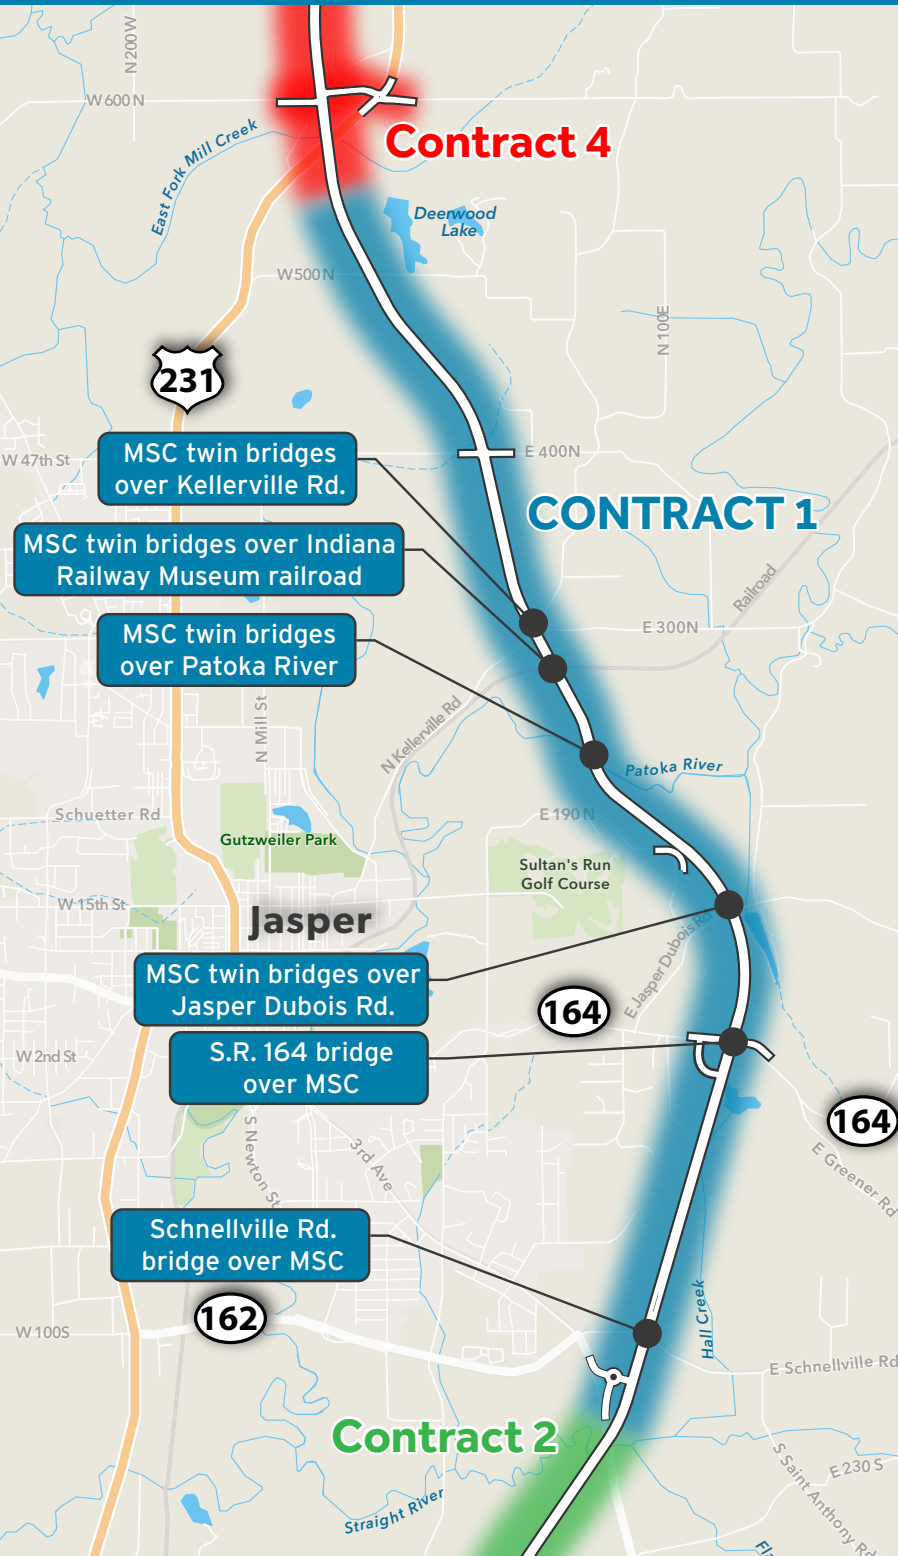 N 200W
W 600 N
East Fork Mill Creek
Contract 4
Deerwood
Lake
W 500 N
N 100E
231
MSC twin bridges
over Kellerville Rd.
W 47th St
E 400N
CONTRACT 1
MSC twin bridges over Indiana
Railway Museum railroad
Railroad
MSC twin bridges
over Patoka River
E 300N
N Mill St
N Kellerville Rd
Patoka River
Schuetter Rd
E 190 N
Gutzweiler Park
Sultan's Run
Golf Course
W 15th St
Jasper
E Jasper Dubois Rd
MSC twin bridges over
Jasper Dubois Rd.
164
W 2nd St
S.R. 164 bridge
over MSC
164
S Newton St
3rd Ave
E Greener Rd
Schnellville Rd.
bridge over MSC
162
W 100S
Hall Creek
E Schnellville Rd
Contract 2
S Saint Anthony Rd
E 230 S
Straight River